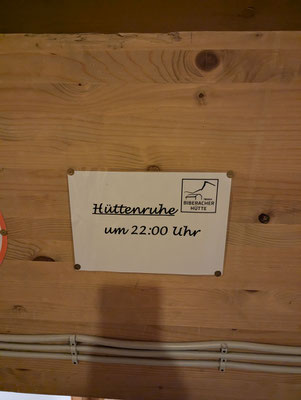 Hüttenruhe
um 22:00 Uhr
BIBERACHER
HÜTTE